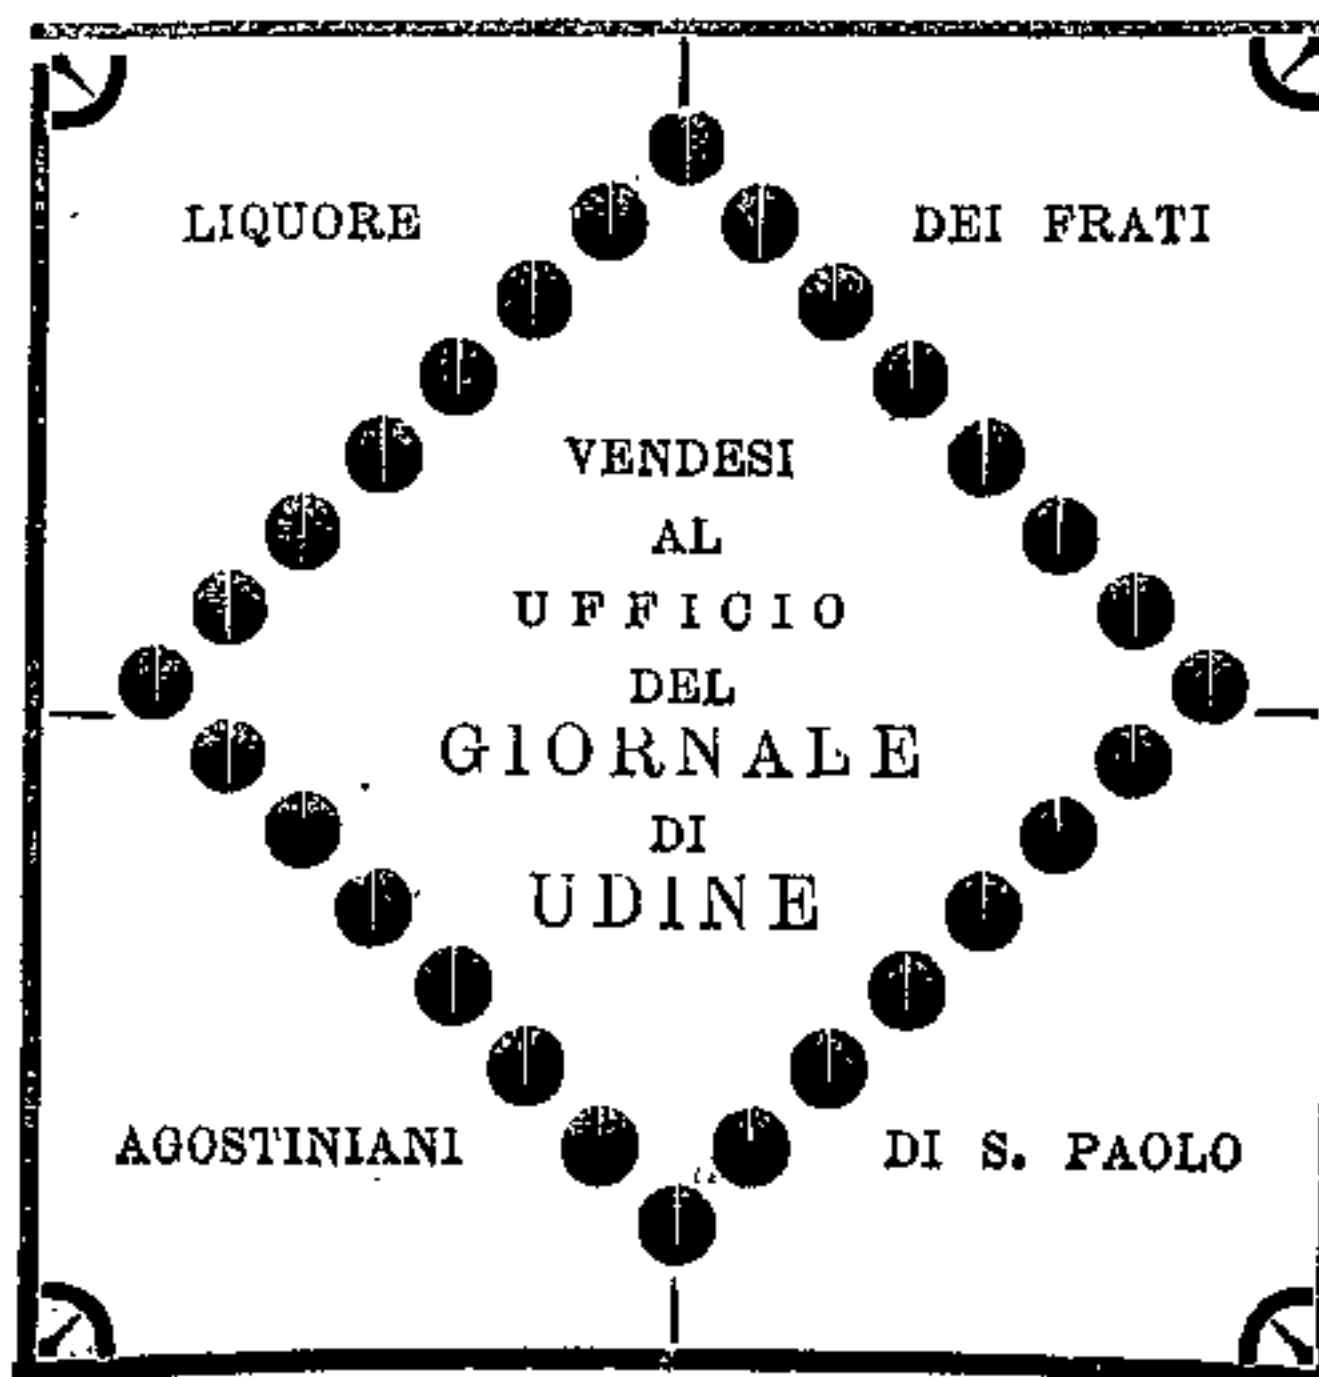 LIQUORE DEI FRATI
VENDESI
AL
UFFICIO
DEL
GIORNALE
DI
UDINE
AGOSTINIANI DI S. PAOLO